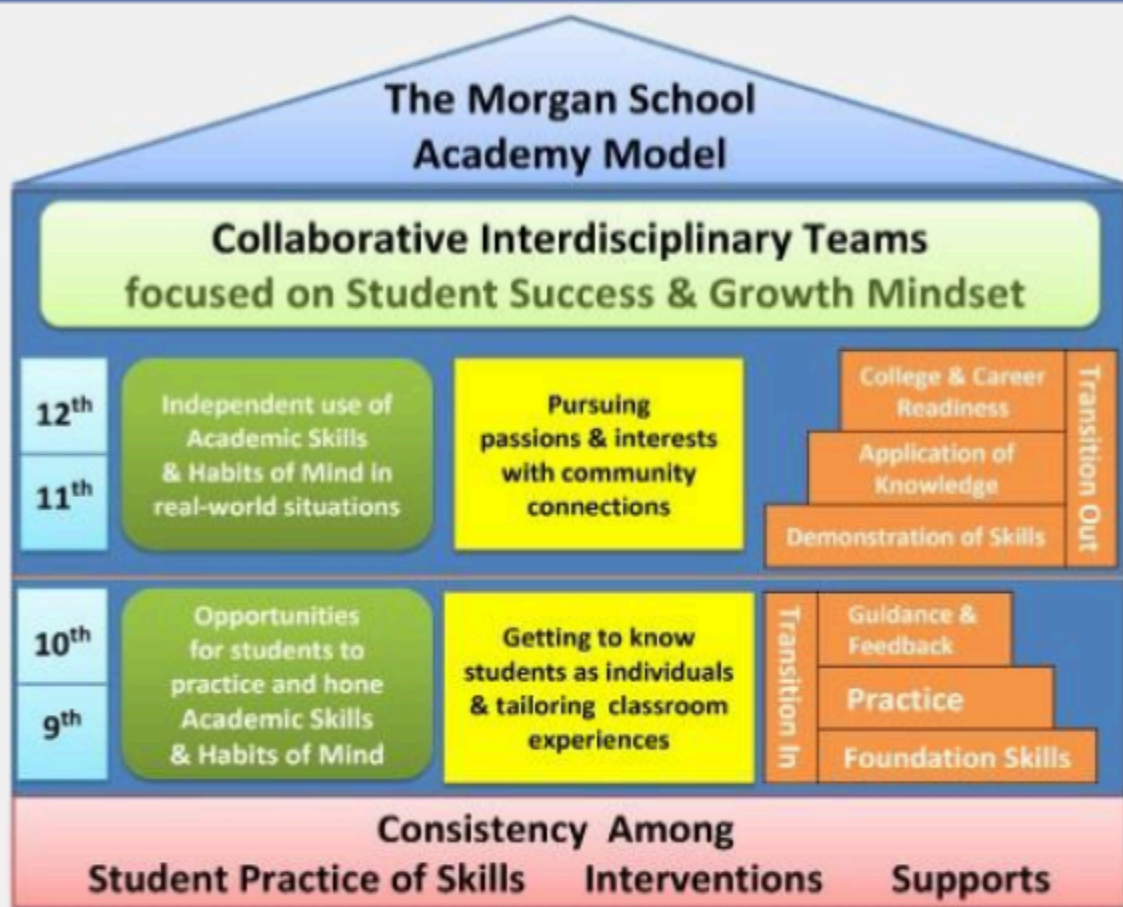 The Morgan School
Academy Model
Collaborative Interdisciplinary Teams
focused on Student Success & Growth Mindset
12th
11th
Independent use of
Academic Skills
& Habits of Mind in
real-world situations
Pursuing
passions & interests
with community
connections
College & Career
Readiness
Application of
Knowledge
Demonstration of Skills
Transition Out
10th
9th
Opportunities
for students to
practice and hone
Academic Skills
& Habits of Mind
Getting to know
students as individuals
& tailoring classroom
experiences
Transition In
Guidance &
Feedback
Practice
Foundation Skills
Consistency Among
Student Practice of Skills Interventions Supports